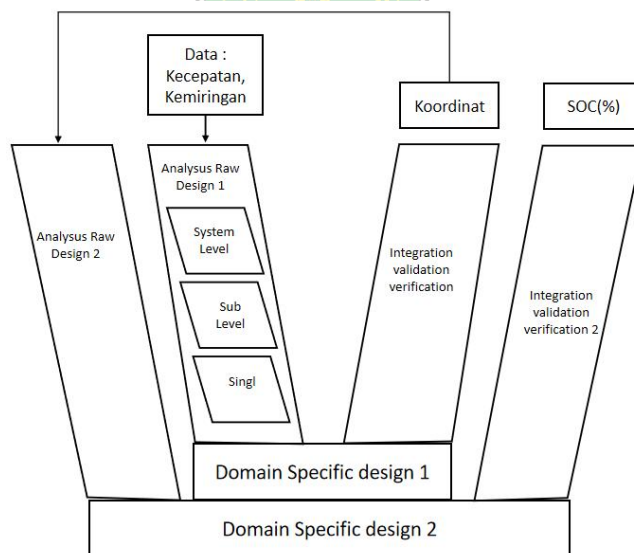 Data :
Kecepatan,
Kemiringan
Koordinat
SOC(%)
Analysus Raw
Design 1
Analysus Raw
Design 2
System
Level
Sub
Level
Singl
Integration
validation
verification
Integration
validation
verification 2
Domain Specific design 1
Domain Specific design 2